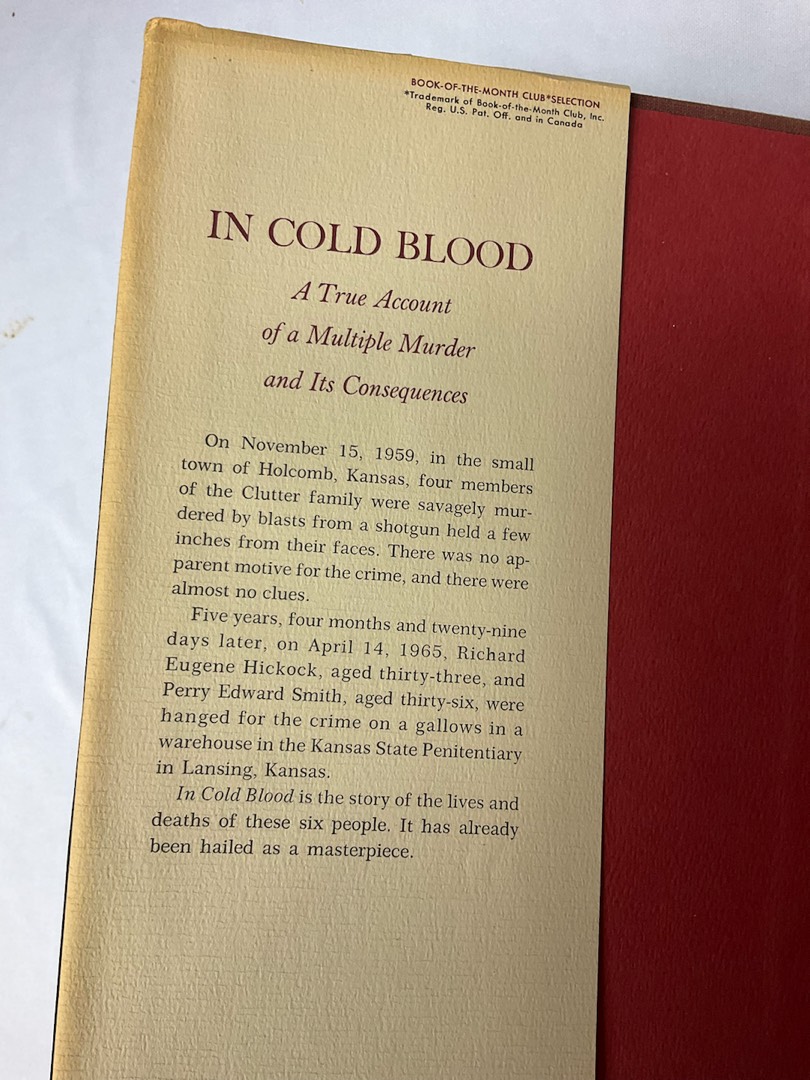 BOOK-OF-THE-MONTH CLUB*SELECTION
*Trademark of Book-of-the-Month Club, Inc.
Reg. U.S. Pat. Off. and in Canada
IN COLD BLOOD
A True Account
of a Multiple Murder
and Its Consequences
On November 15, 1959, in the small
town of Holcomb, Kansas, four members
of the Clutter family were savagely mur-
dered by blasts from a shotgun held a few
inches from their faces. There was no ap-
parent motive for the crime, and there were
almost no clues.
Five years, four months and twenty-nine
days later, on April 14, 1965, Richard
Eugene Hickock, aged thirty-three, and
Perry Edward Smith, aged thirty-six, were
hanged for the crime on a gallows in a
warehouse in the Kansas State Penitentiary
in Lansing, Kansas.
In Cold Blood is the story of the lives and
deaths of these six people. It has already
been hailed as a masterpiece.